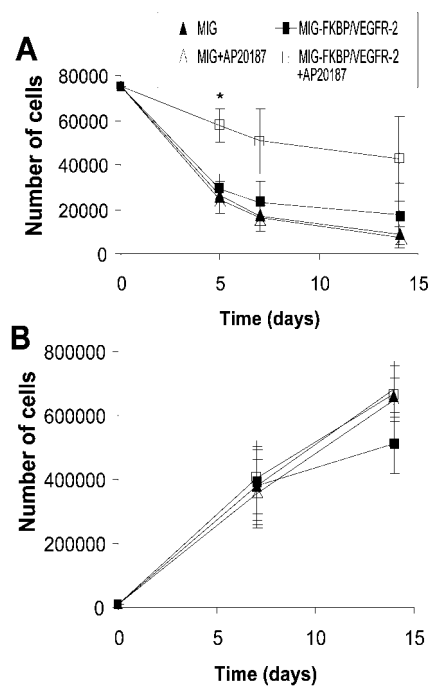 A
▲ MIG
■ MIG-FKBP/VEGFR-2
△ MIG+AP20187
□ MIG-FKBP/VEGFR-2
+AP20187
Number of cells
80000
60000
40000
20000
0
*
0 5 10 15
Time (days)
B
Number of cells
800000
600000
400000
200000
0
0 5 10 15
Time (days)